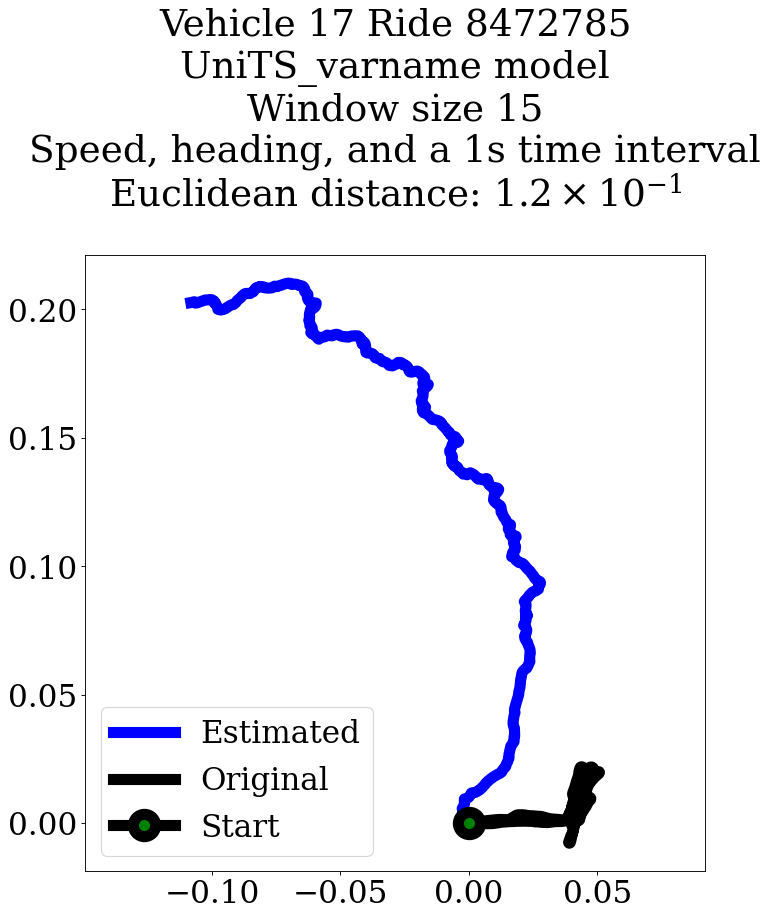 Vehicle 17 Ride 8472785
UniTS_varname model
Window size 15
Speed, heading, and a 1s time interval
Euclidean distance: 1.2 × 10⁻¹
0.20
0.15
0.10
0.05
0.00
Estimated
Original
Start
−0.10 −0.05 0.00 0.05